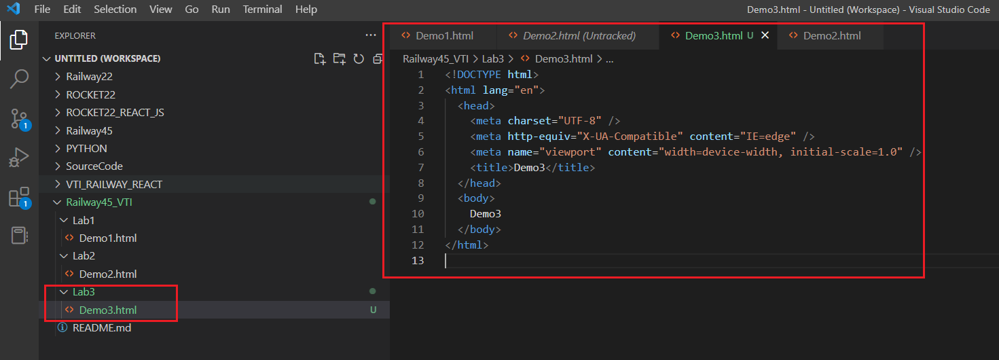 File Edit Selection View Go Run Terminal Help Demo3.html - Untitled (Workspace) - Visual Studio Code
EXPLORER
UNTITLED (WORKSPACE)
Railway22
ROCKET22
ROCKET22_REACT_JS
Railway45
PYTHON
SourceCode
VTI_RAILWAY_REACT
Railway45_VTI
Lab1
Demo1.html
Lab2
Demo2.html
Lab3
Demo3.html U
README.md
1
1
Demo1.html Demo2.html (Untracked) Demo3.html U Demo2.html
Railway45_VTI > Lab3 > Demo3.html > ...
1 <!DOCTYPE html>
2 <html lang="en">
3 <head>
4 <meta charset="UTF-8" />
5 <meta http-equiv="X-UA-Compatible" content="IE=edge" />
6 <meta name="viewport" content="width=device-width, initial-scale=1.0" />
7 <title>Demo3</title>
8 </head>
9 <body>
10 Demo3
11 </body>
12 </html>
13